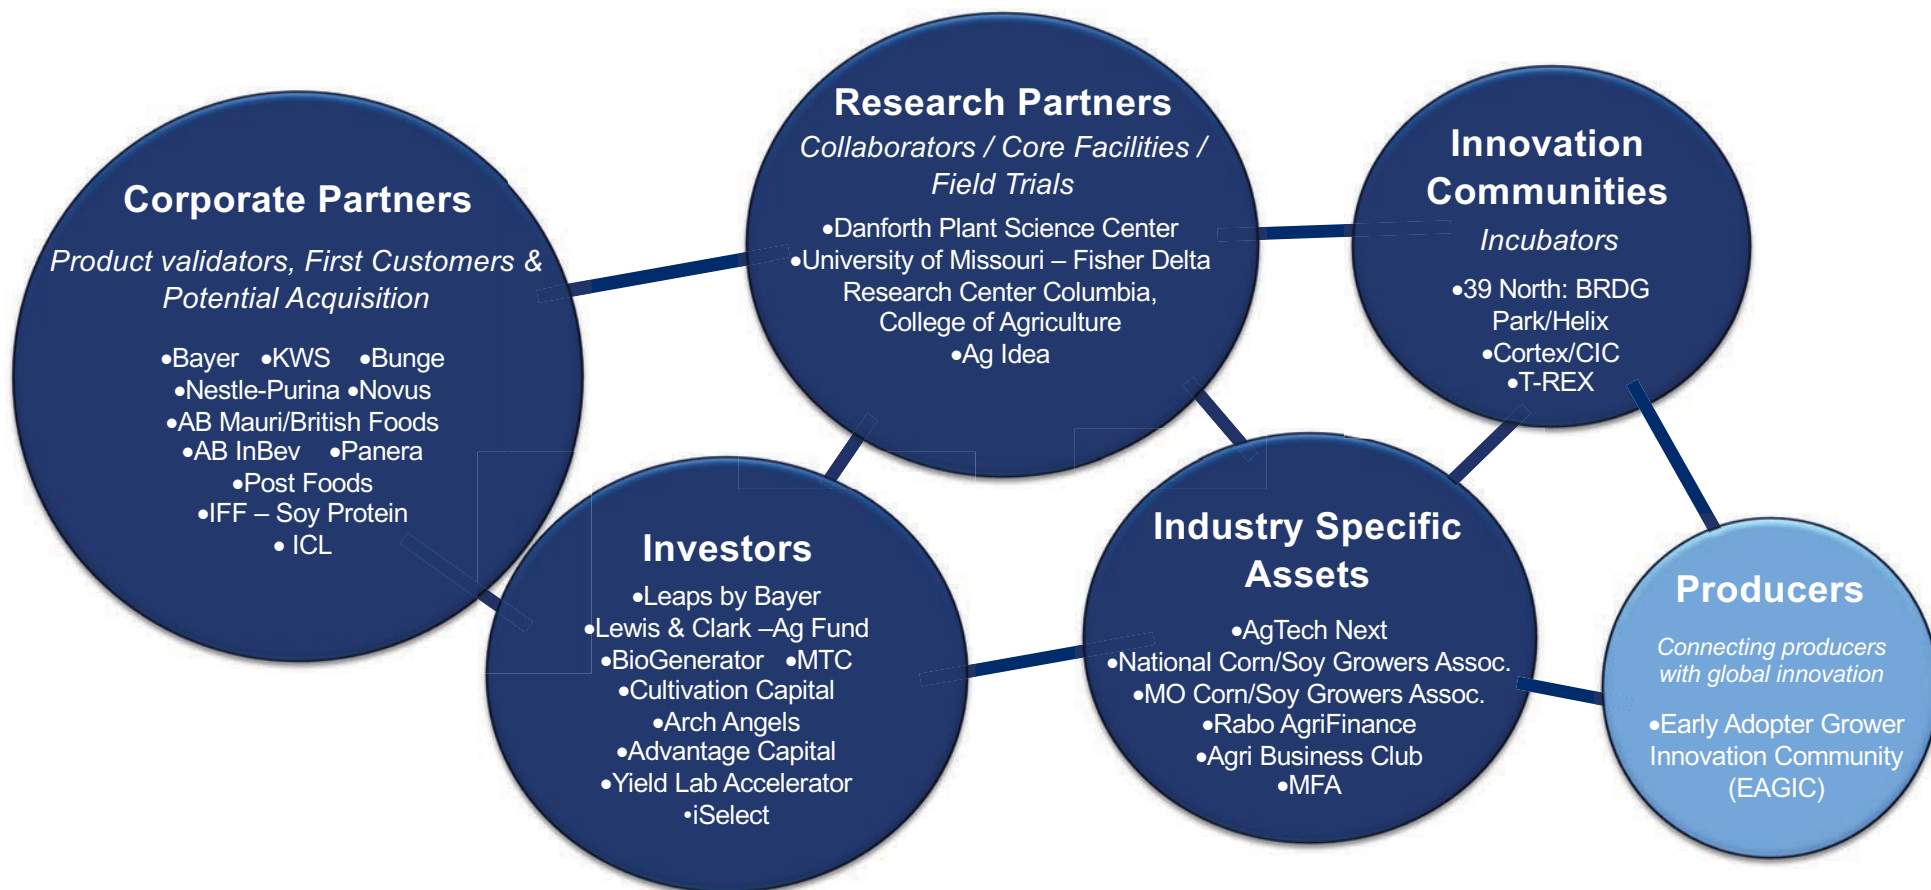 Corporate Partners
Product validators, First Customers &
Potential Acquisition
•Bayer •KWS •Bunge
•Nestle-Purina •Novus
•AB Mauri/British Foods
•AB InBev •Panera
•Post Foods
•IFF – Soy Protein
• ICL
Research Partners
Collaborators / Core Facilities /
Field Trials
•Danforth Plant Science Center
•University of Missouri – Fisher Delta
Research Center Columbia,
College of Agriculture
•Ag Idea
Innovation
Communities
Incubators
•39 North: BRDG
Park/Helix
•Cortex/CIC
•T-REX
Investors
•Leaps by Bayer
•Lewis & Clark –Ag Fund
•BioGenerator •MTC
•Cultivation Capital
•Arch Angels
•Advantage Capital
•Yield Lab Accelerator
•iSelect
Industry Specific
Assets
•AgTech Next
•National Corn/Soy Growers Assoc.
•MO Corn/Soy Growers Assoc.
•Rabo AgriFinance
•Agri Business Club
•MFA
Producers
Connecting producers
with global innovation
•Early Adopter Grower
Innovation Community
(EAGIC)